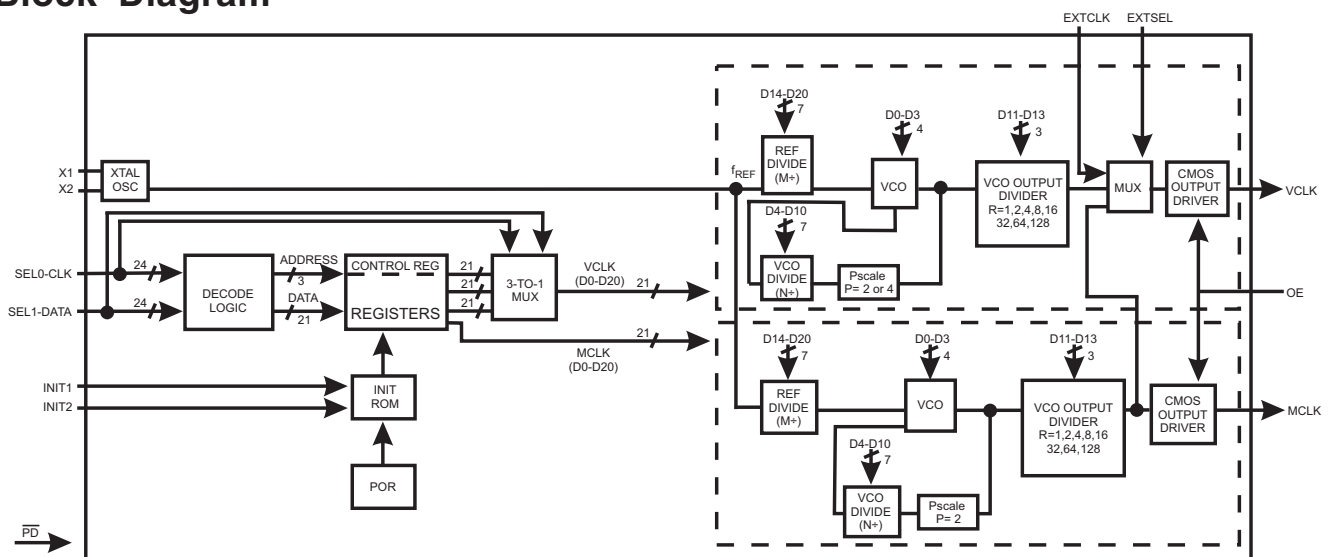 Block Diagram
EXTCLK EXTSEL
D14-D20
7
D0-D3
4
D11-D13
3
X1
X2
XTAL
OSC
fREF
REF
DIVIDE
(M÷)
VCO
VCO OUTPUT
DIVIDER
R=1,2,4,8,16
32,64,128
MUX
CMOS
OUTPUT
DRIVER
VCLK
D4-D10
7
VCO
DIVIDE
(N÷)
Pscale
P= 2 or 4
SEL0-CLK
24
SEL1-DATA
24
DECODE
LOGIC
ADDRESS
3
DATA
21
CONTROL REG
REGISTERS
21
21
21
3-TO-1
MUX
VCLK
(D0-D20)
21
21
MCLK
(D0-D20)
OE
INIT1
INIT2
INIT
ROM
POR
PD
D14-D20
7
D0-D3
4
D11-D13
3
REF
DIVIDE
(M÷)
VCO
VCO OUTPUT
DIVIDER
R=1,2,4,8,16
32,64,128
CMOS
OUTPUT
DRIVER
MCLK
D4-D10
7
VCO
DIVIDE
(N÷)
Pscale
P= 2